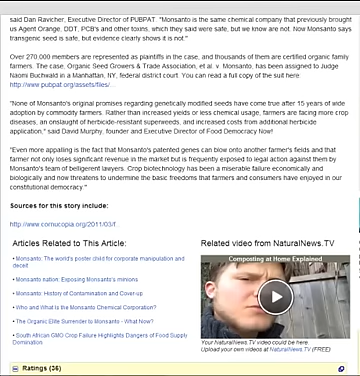 said Dan Ravicher, Executive Director of PUBPAT. "Monsanto is the same chemical company that previously brought
us Agent Orange, DDT, PCB's and other toxins, which they said were safe, but we know are not. Now Monsanto says
transgenic seed is safe, but evidence clearly shows it is not."
Over 270,000 members are represented as plaintiffs in the case, and thousands of them are certified organic family
farmers. The case, Organic Seed Growers & Trade Association, et al. v. Monsanto, has been assigned to Judge
Naomi Buchwald in a Manhattan, NY, federal district court. You can read a full copy of the suit here:
http://www.pubpat.org/assets/files/...
"None of Monsanto's original promises regarding genetically modified seeds have come true after 15 years of wide
adoption by commodity farmers. Rather than increased yields or less chemical usage, farmers are facing more crop
diseases, an onslaught of herbicide-resistant superweeds, and increased costs from additional herbicide
application," said David Murphy, founder and Executive Director of Food Democracy Now!
"Even more appalling is the fact that Monsanto's patented genes can blow onto another farmer's fields and that
farmer not only loses significant revenue in the market but is frequently exposed to legal action against them by
Monsanto's team of belligerent lawyers. Crop biotechnology has been a miserable failure economically and
biologically and now threatens to undermine the basic freedoms that farmers and consumers have enjoyed in our
constitutional democracy."
Sources for this story include:
http://www.cornucopia.org/2011/03/f...
Articles Related to This Article:
• Monsanto: The world's poster child for corporate manipulation and
deceit
• Monsanto nation: Exposing Monsanto's minions
• Monsanto: History of Contamination and Cover-up
• Who and What Is the Monsanto Chemical Corporation?
• The Organic Elite Surrender to Monsanto - What Now?
• South African GMO Crop Failure Highlights Dangers of Food Supply
Domination
Related video from NaturalNews.TV
Composting at Home Explained
Your NaturalNews.TV video could be here.
Upload your own videos at NaturalNews.TV (FREE)
Ratings (36)